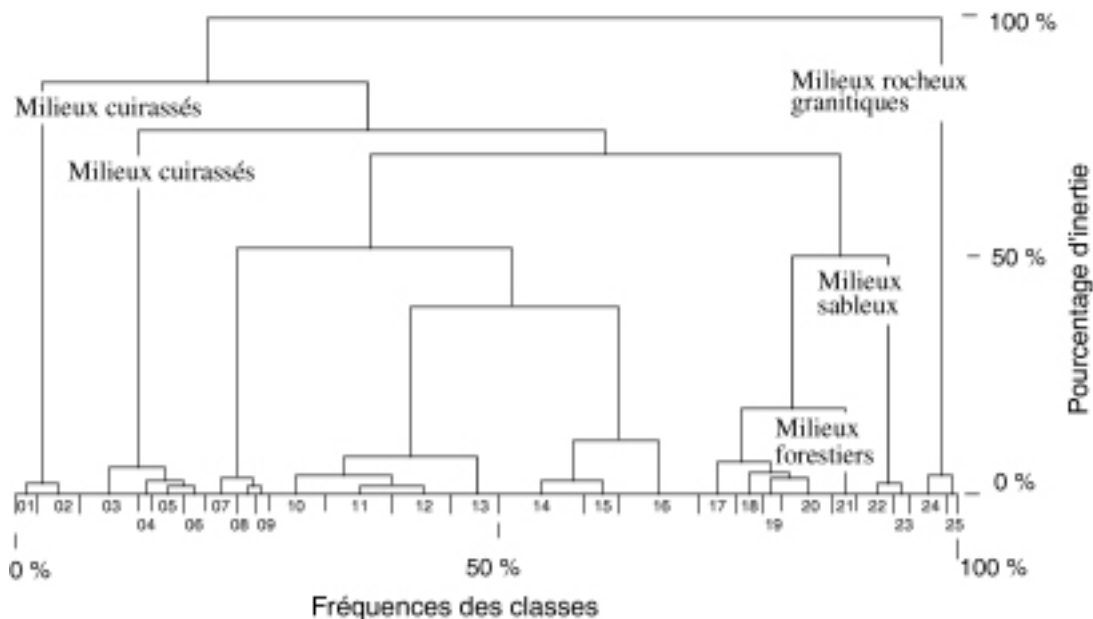 100 %
Milieux rocheux
granitiques
Milieux cuirassés
Milieux cuirassés
50 %
Milieux
sableux
Pourcentage d'inertie
Milieux
forestiers
0 %
01 02 03 05 07 10 11 12 13 14 15 16 17 18 20 21 22 24
04 06 08 09 19 23 25
0 % 50 % 100 %
Fréquences des classes